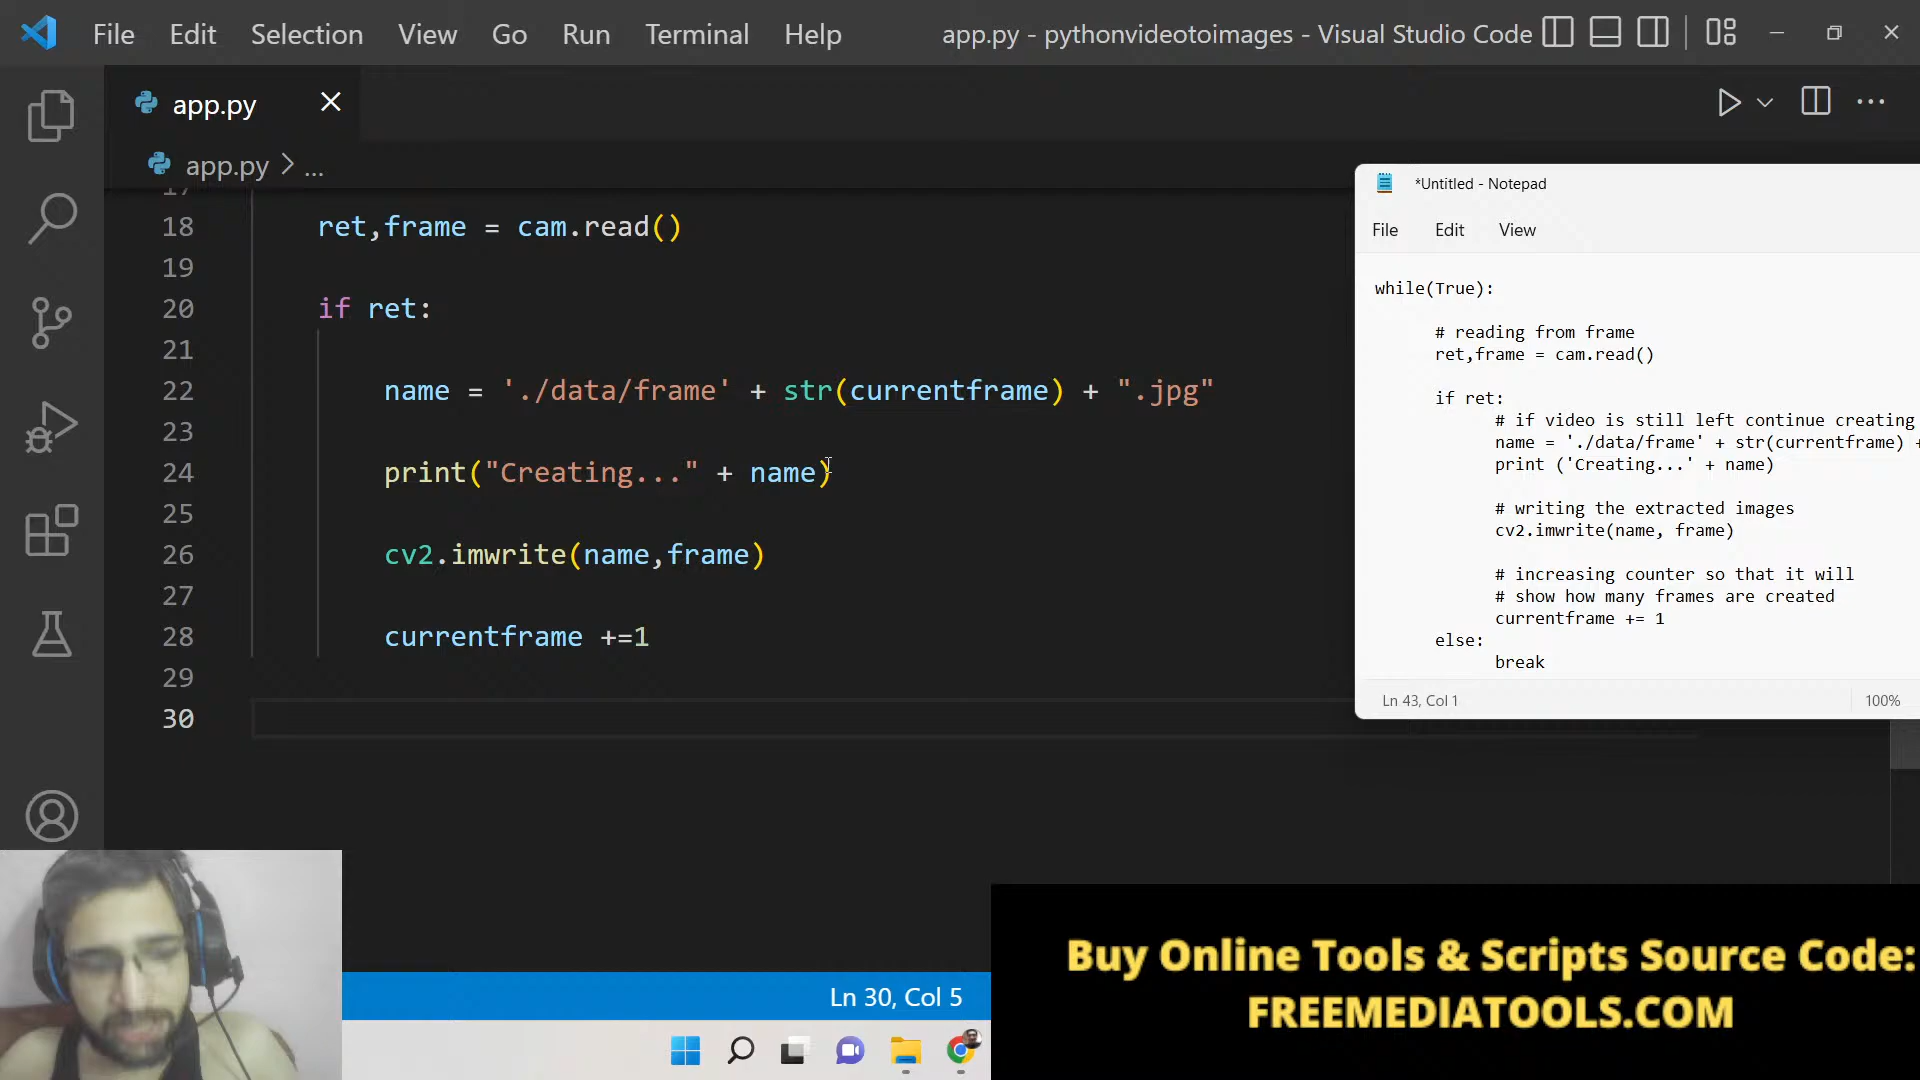 File Edit Selection View Go Run Terminal Help
app.py - pythonvideotoimages - Visual Studio Code
app.py
app.py > ...
18 ret,frame = cam.read()
19
20 if ret:
21
22 name = './data/frame' + str(currentframe) + ".jpg"
23
24 print("Creating..." + name)
25
26 cv2.imwrite(name,frame)
27
28 currentframe +=1
29
30
*Untitled - Notepad
File Edit View
while(True):
# reading from frame
ret,frame = cam.read()
if ret:
# if video is still left continue creating
name = './data/frame' + str(currentframe) +
print ('Creating...' + name)
# writing the extracted images
cv2.imwrite(name, frame)
# increasing counter so that it will
# show how many frames are created
currentframe += 1
else:
break
Ln 43, Col 1
100%
Ln 30, Col 5
Buy Online Tools & Scripts Source Code:
FREEMEDIATOOLS.COM